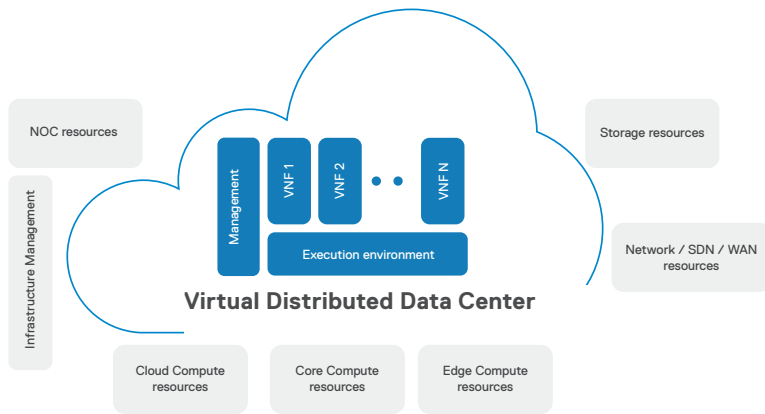 NOC resources
Storage resources
Management
VNF 1
VNF 2
VNF N
Infrastructure Management
Execution environment
Network / SDN / WAN
resources
Virtual Distributed Data Center
Cloud Compute
resources
Core Compute
resources
Edge Compute
resources